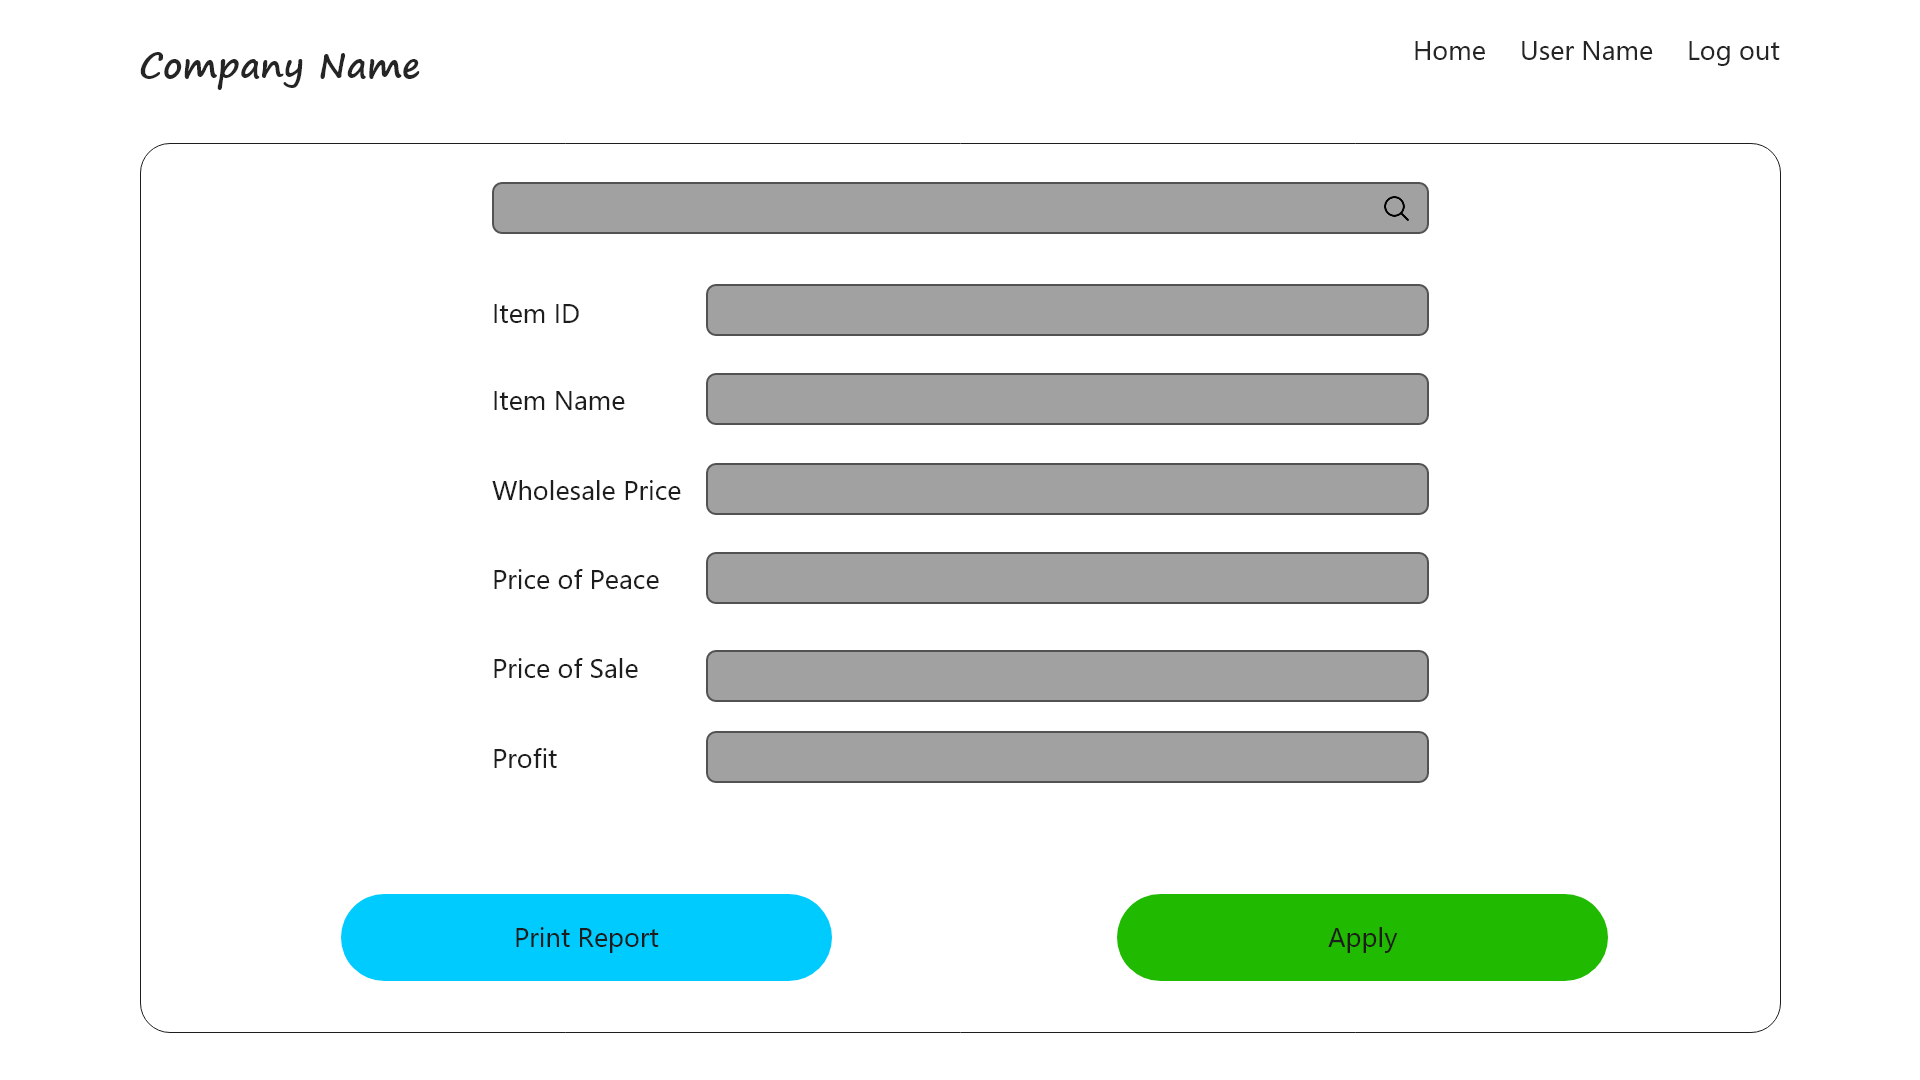 Company Name
Home User Name Log out
Item ID
Item Name
Wholesale Price
Price of Peace
Price of Sale
Profit
Print Report
Apply